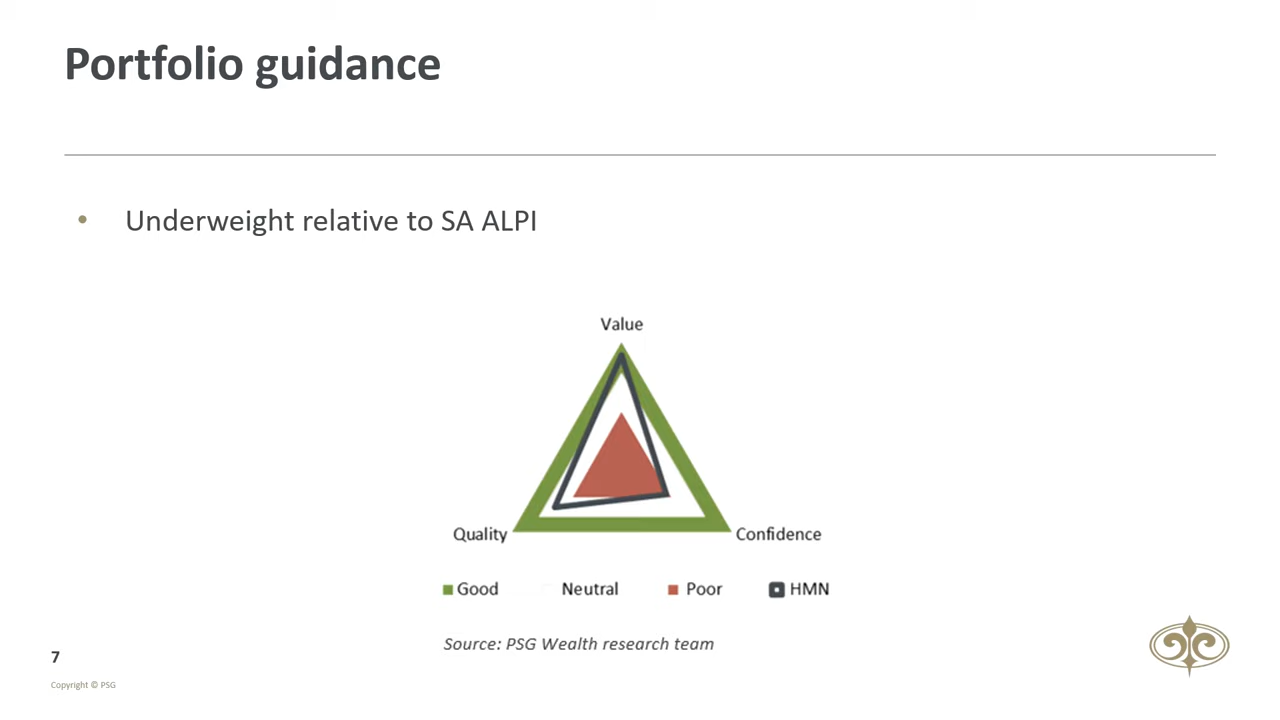 Portfolio guidance
• Underweight relative to SA ALPI
Value
Quality
Confidence
Good Neutral Poor HMN
Source: PSG Wealth research team
7
Copyright © PSG